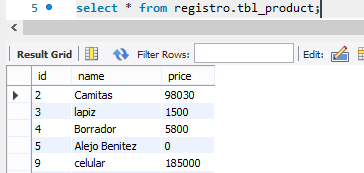 5 select * from registro.tbl_product;
Result Grid Filter Rows: Edit:
id name price
2 Camitas 98030
3 lapiz 1500
4 Borrador 5800
5 Alejo Benitez 0
9 celular 185000